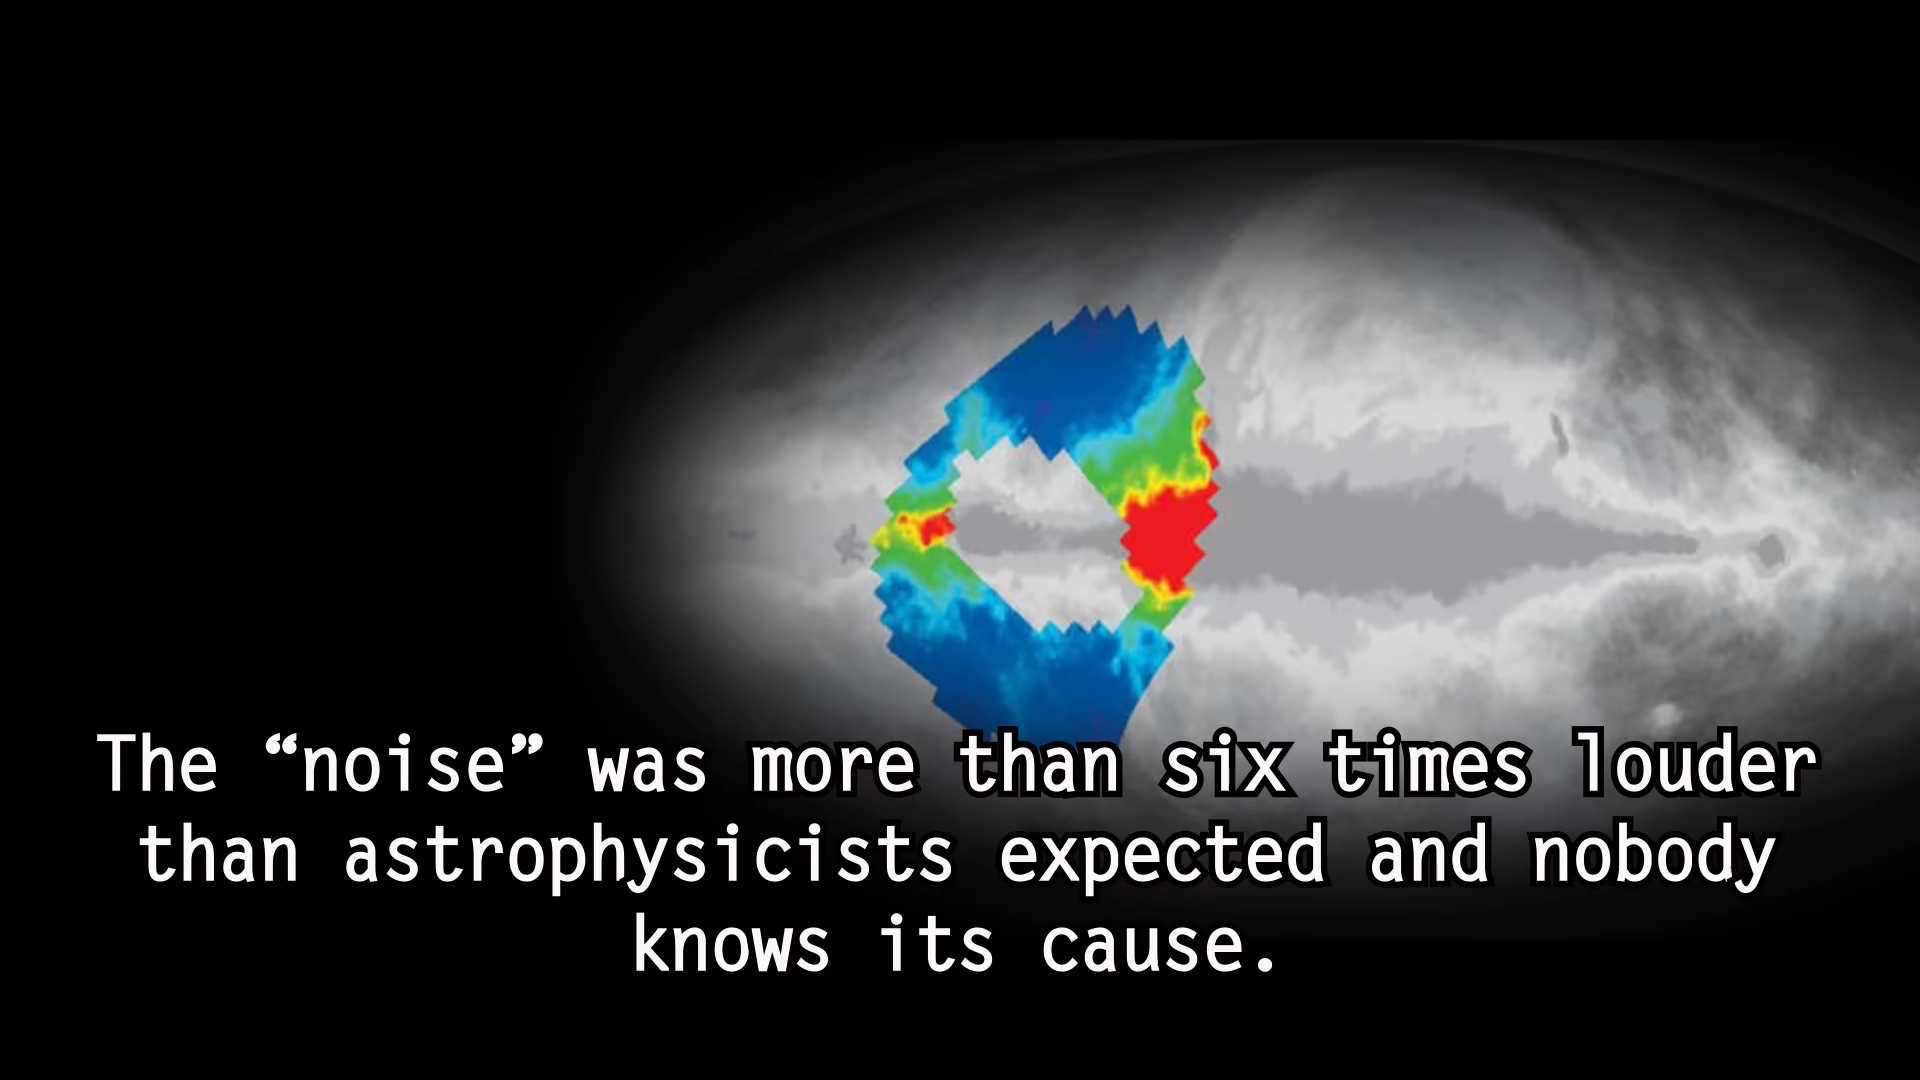 The “noise” was more than six times louder
than astrophysicists expected and nobody
knows its cause.